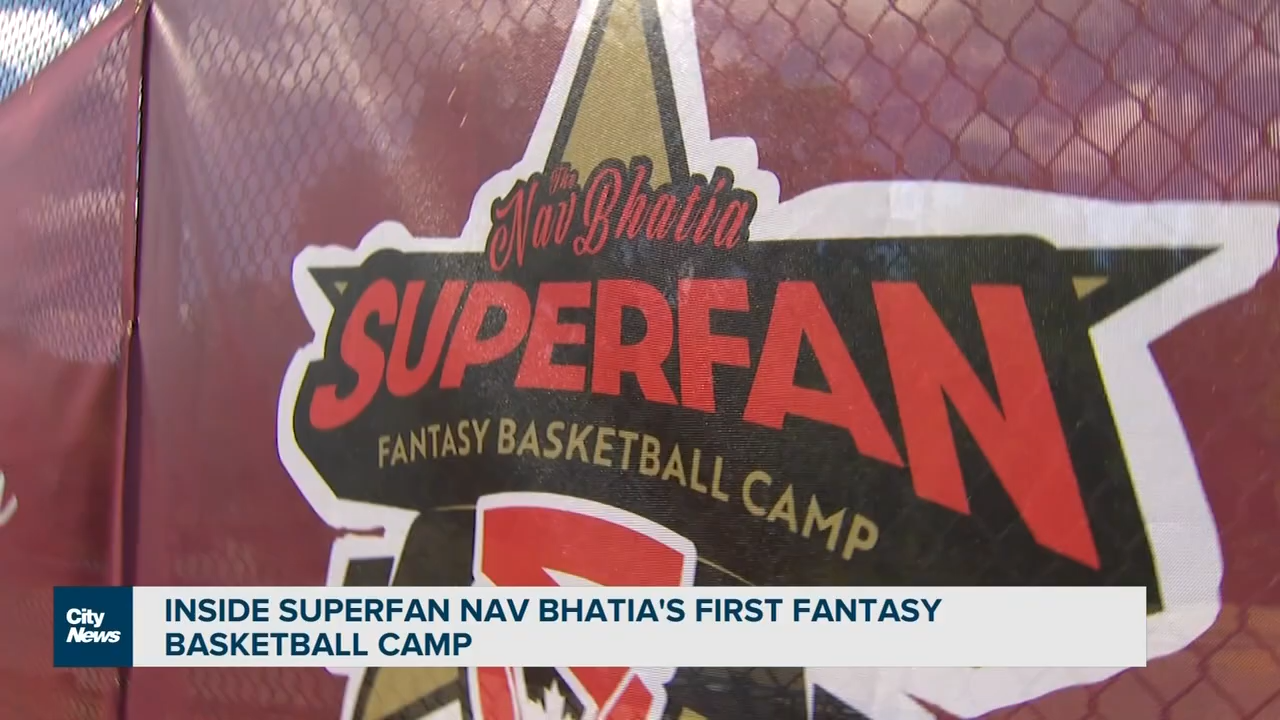 The
Nav Bhatia
SUPERFAN
FANTASY BASKETBALL CAMP
City
News
INSIDE SUPERFAN NAV BHATIA'S FIRST FANTASY
BASKETBALL CAMP